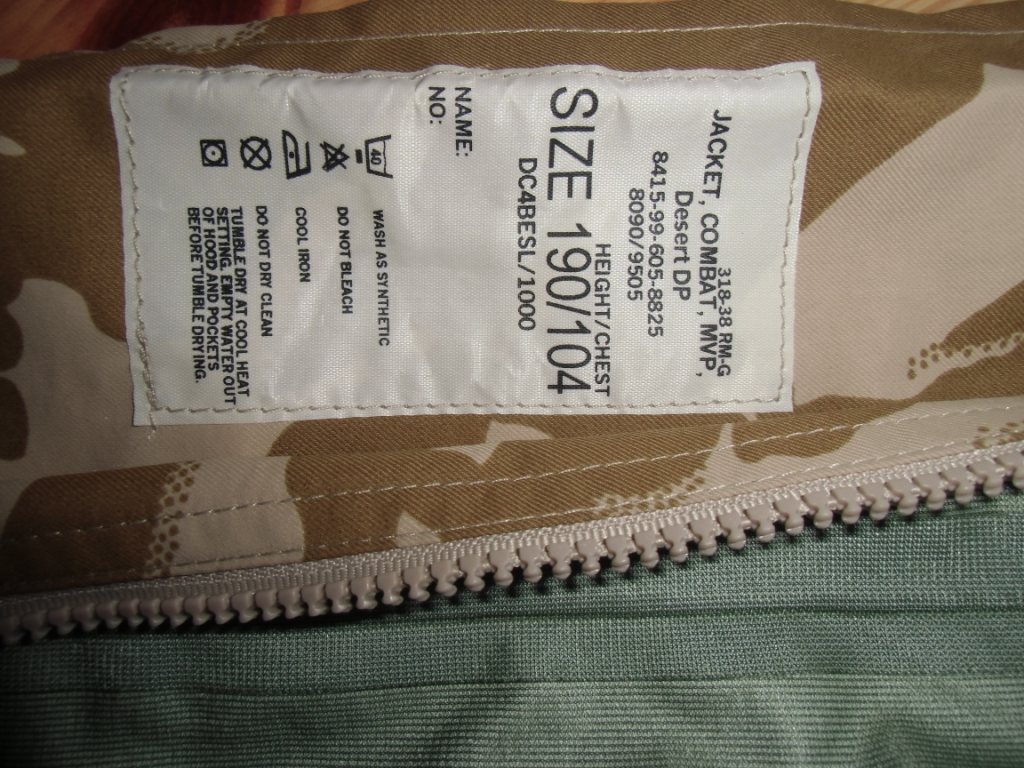 318-38 RM-G
JACKET, COMBAT, MVP,
Desert DP
8415-99-605-8825
8090/9505
HEIGHT/CHEST
SIZE 190/104
DC4BESL/1000
NAME:
NO:
40 WASH AS SYNTHETIC
DO NOT BLEACH
COOL IRON
DO NOT DRY CLEAN
TUMBLE DRY AT COOL HEAT
SETTING. EMPTY WATER OUT
OF HOOD AND POCKETS
BEFORE TUMBLE DRYING.